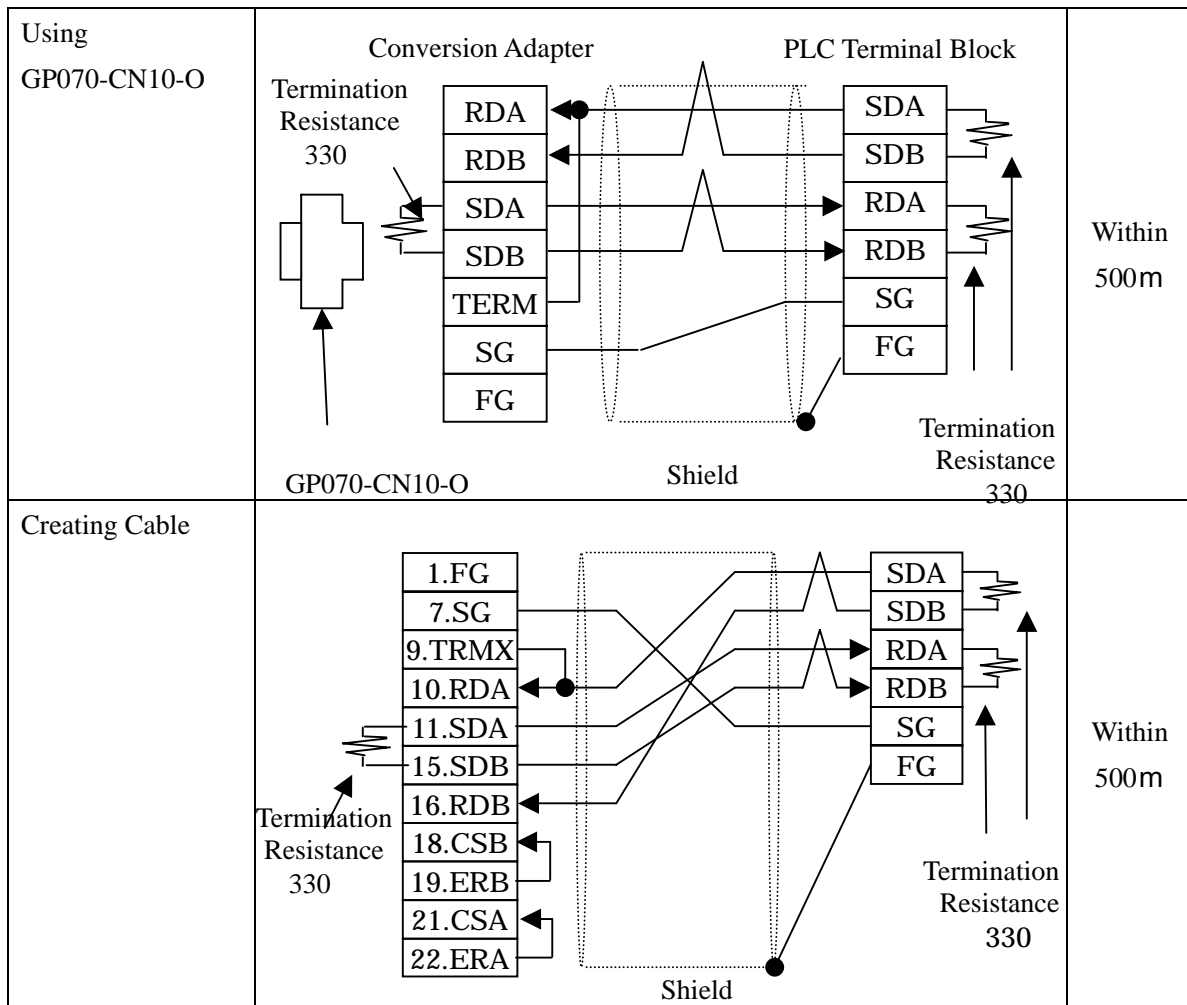 Using
GP070-CN10-O
Conversion Adapter
PLC Terminal Block
Termination
Resistance
330
RDA
RDB
SDA
SDB
TERM
SG
FG
SDA
SDB
RDA
RDB
SG
FG
GP070-CN10-O
Shield
Termination
Resistance
330
Within
500m
Creating Cable
1.FG
7.SG
9.TRMX
10.RDA
11.SDA
15.SDB
16.RDB
18.CSB
19.ERB
21.CSA
22.ERA
Termination
Resistance
330
SDA
SDB
RDA
RDB
SG
FG
Termination
Resistance
330
Shield
Within
500m